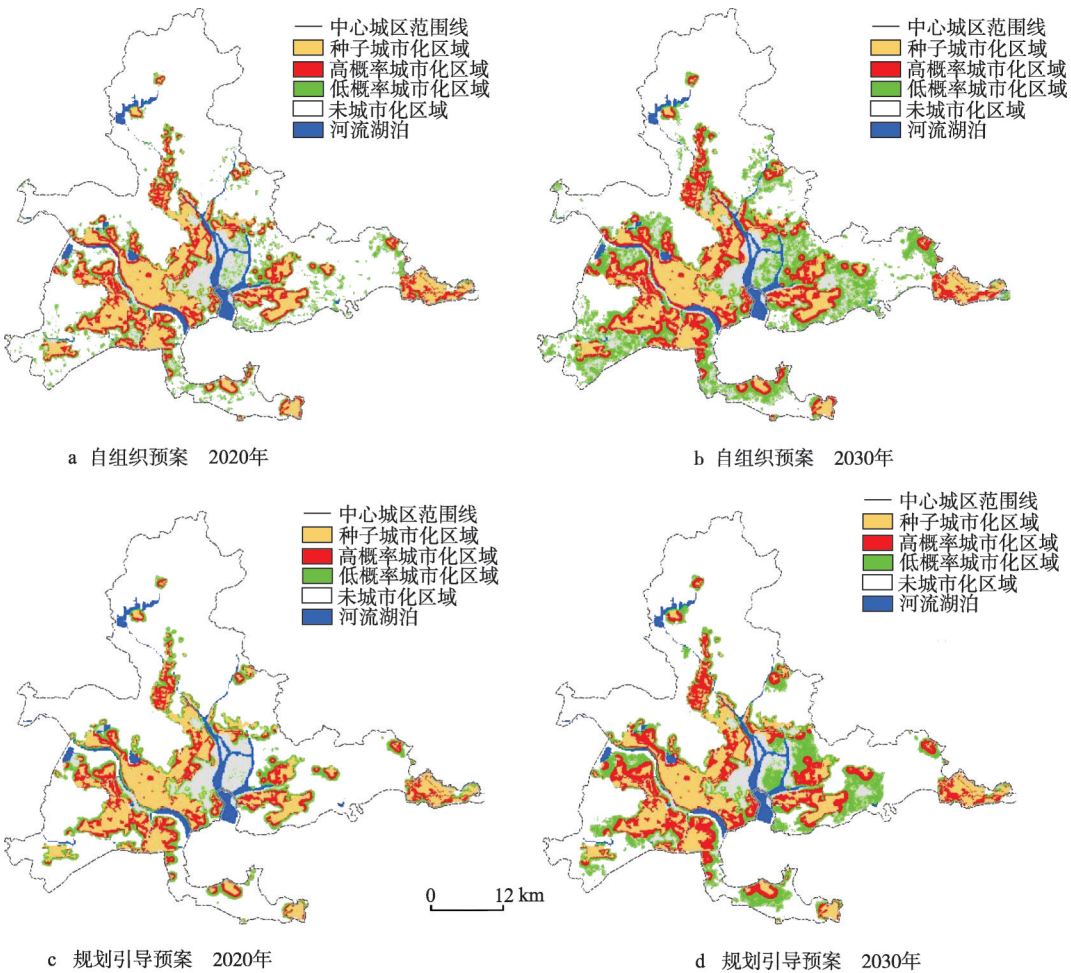 中心城区范围线
种子城市化区域
高概率城市化区域
低概率城市化区域
未城市化区域
河流湖泊
a 自组织预案 2020年
中心城区范围线
种子城市化区域
高概率城市化区域
低概率城市化区域
未城市化区域
河流湖泊
b 自组织预案 2030年
中心城区范围线
种子城市化区域
高概率城市化区域
低概率城市化区域
未城市化区域
河流湖泊
c 规划引导预案 2020年
0 12 km
中心城区范围线
种子城市化区域
高概率城市化区域
低概率城市化区域
未城市化区域
河流湖泊
d 规划引导预案 2030年